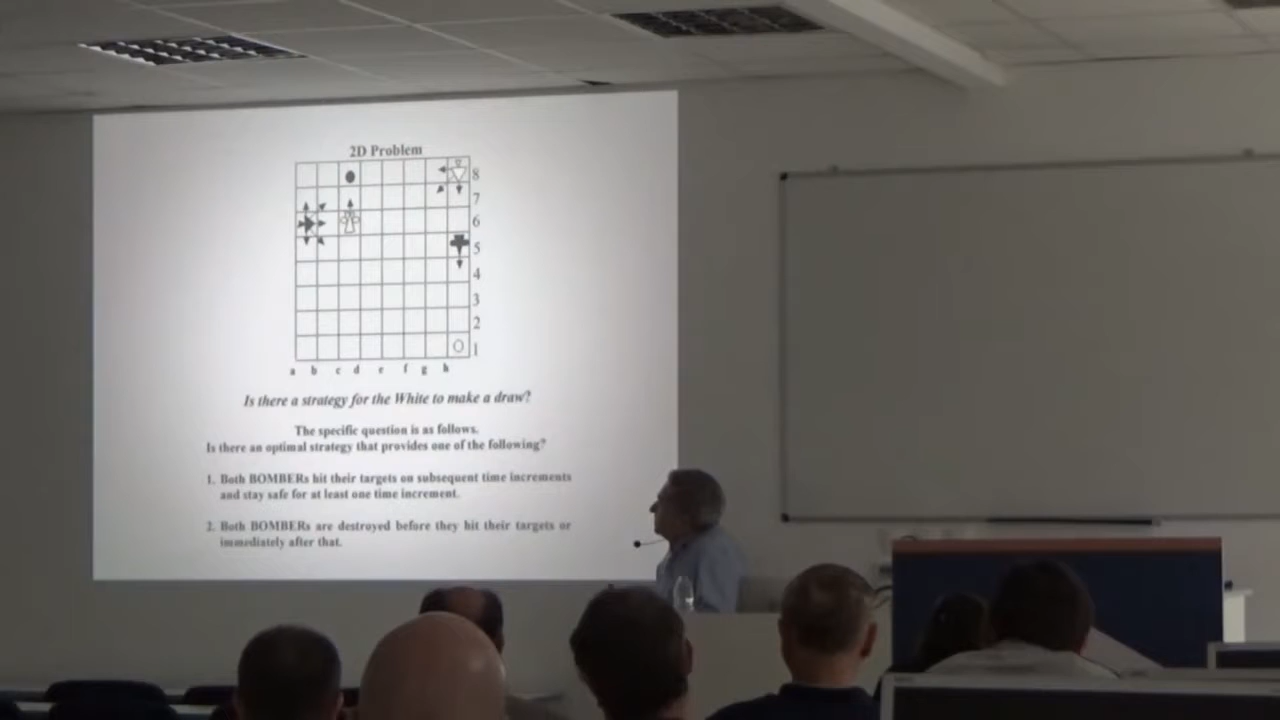 2D Problem
8
7
6
5
4
3
2
1
a b c d e f g h
Is there a strategy for the White to make a draw?
The specific question is as follows.
Is there an optimal strategy that provides one of the following?
1. Both BOMBERs hit their targets on subsequent time increments
and stay safe for at least one time increment.
2. Both BOMBERs are destroyed before they hit their targets or
immediately after that.